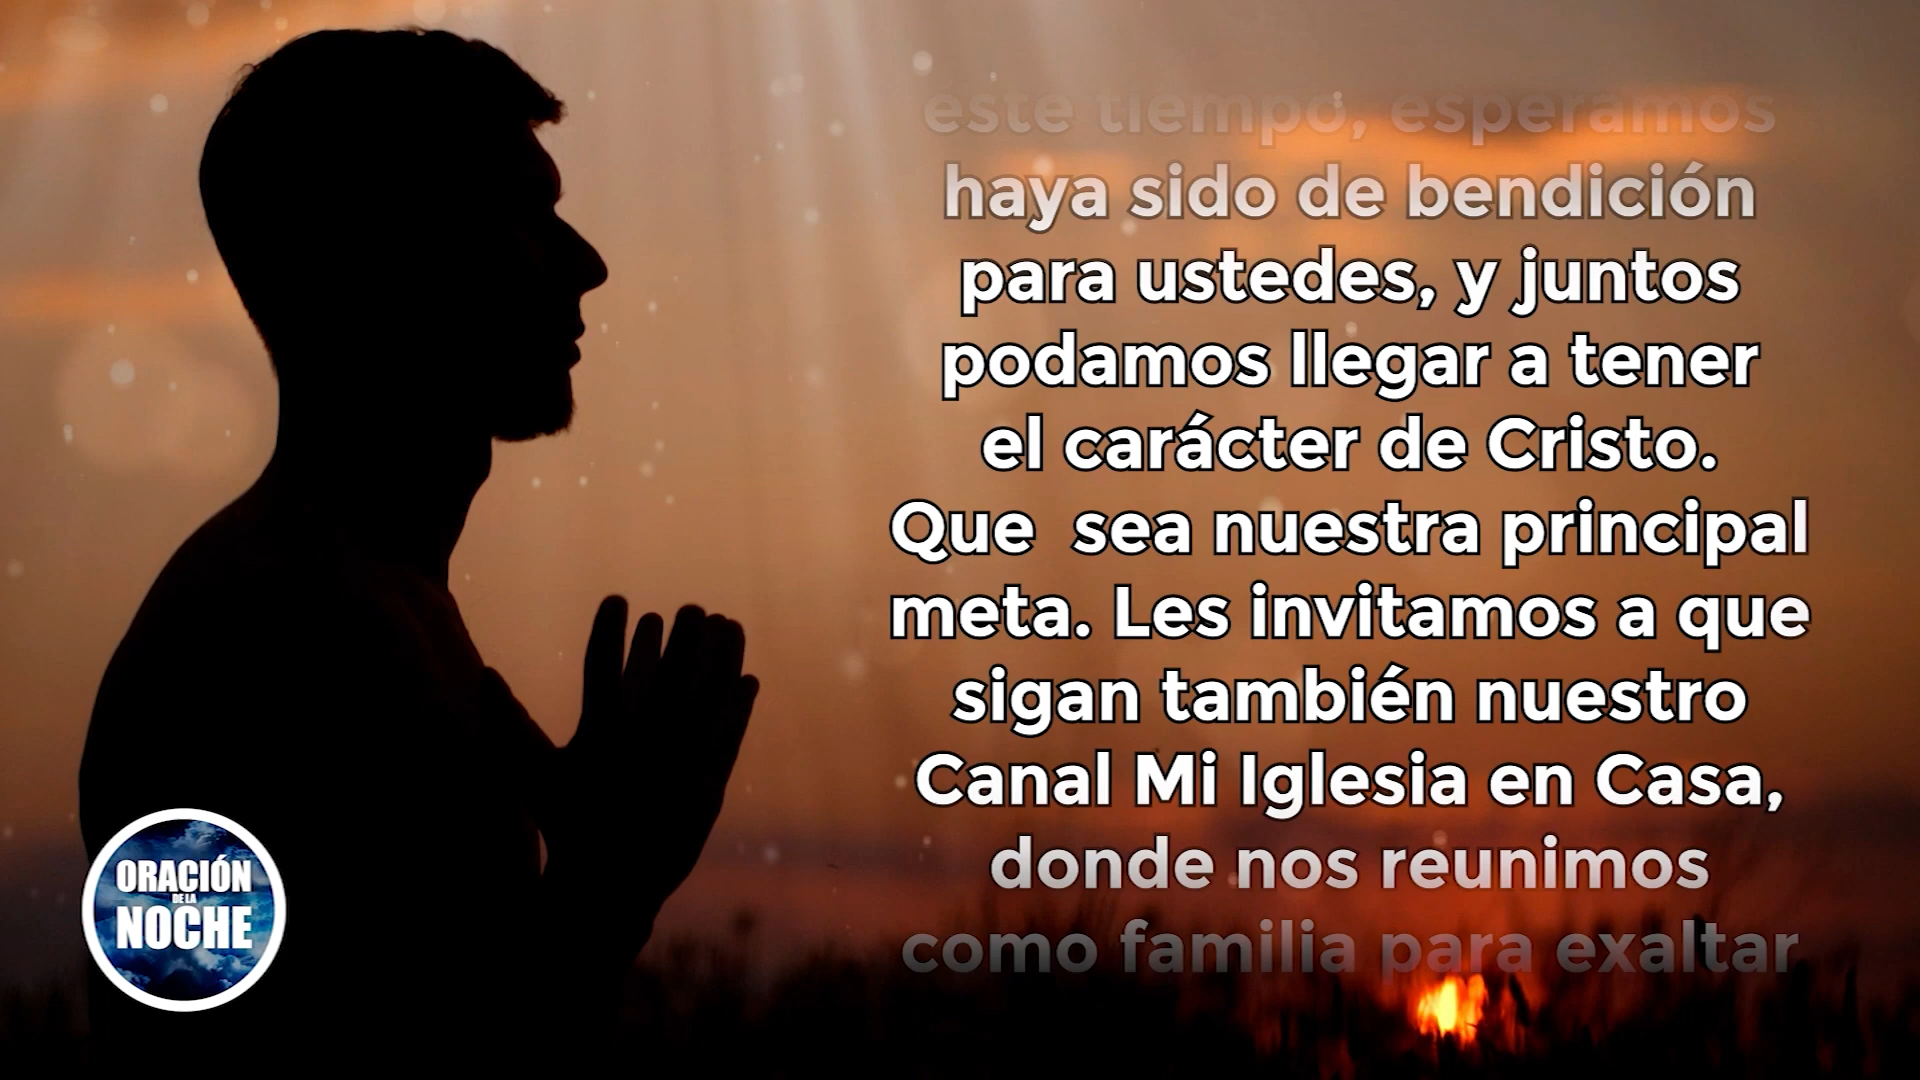 este tiempo, esperamos
haya sido de bendición
para ustedes, y juntos
podamos llegar a tener
el carácter de Cristo.
Que  sea nuestra principal
meta. Les invitamos a que
sigan también nuestro
Canal Mi Iglesia en Casa,
donde nos reunimos
como familia para exaltar
ORACIÓN
DE LA
NOCHE